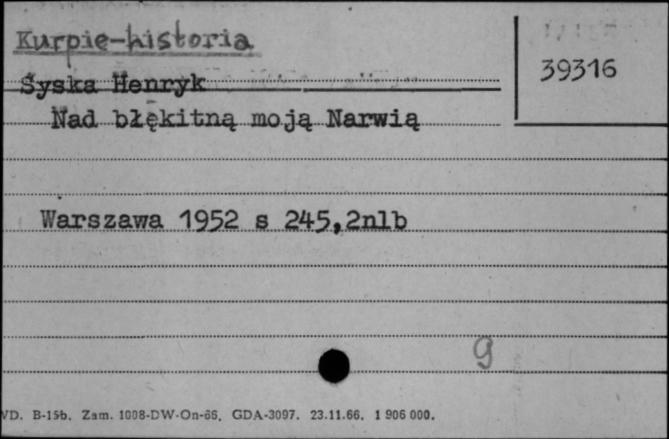 Kurpie-historia
39316
Syska Henryk
Nad błękitną moją Narwią
Warszawa 1952 s 245,2nlb
9
VD. B-15b. Zam. 1008-DW-On-66. GDA-3097. 23.11.66. 1 906 000.